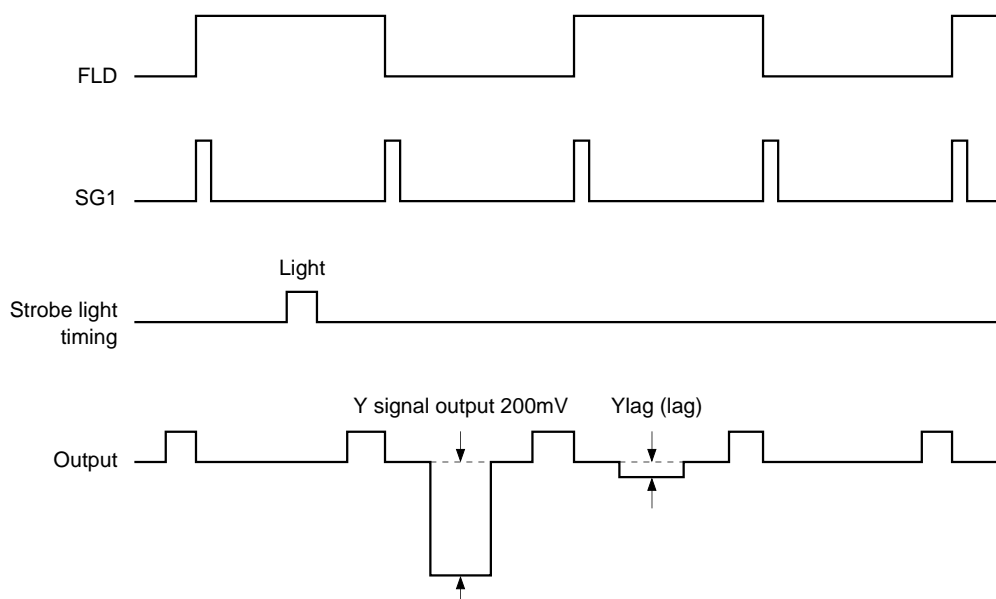 FLD
SG1
Light
Strobe light
timing
Y signal output 200mV
Ylag (lag)
Output